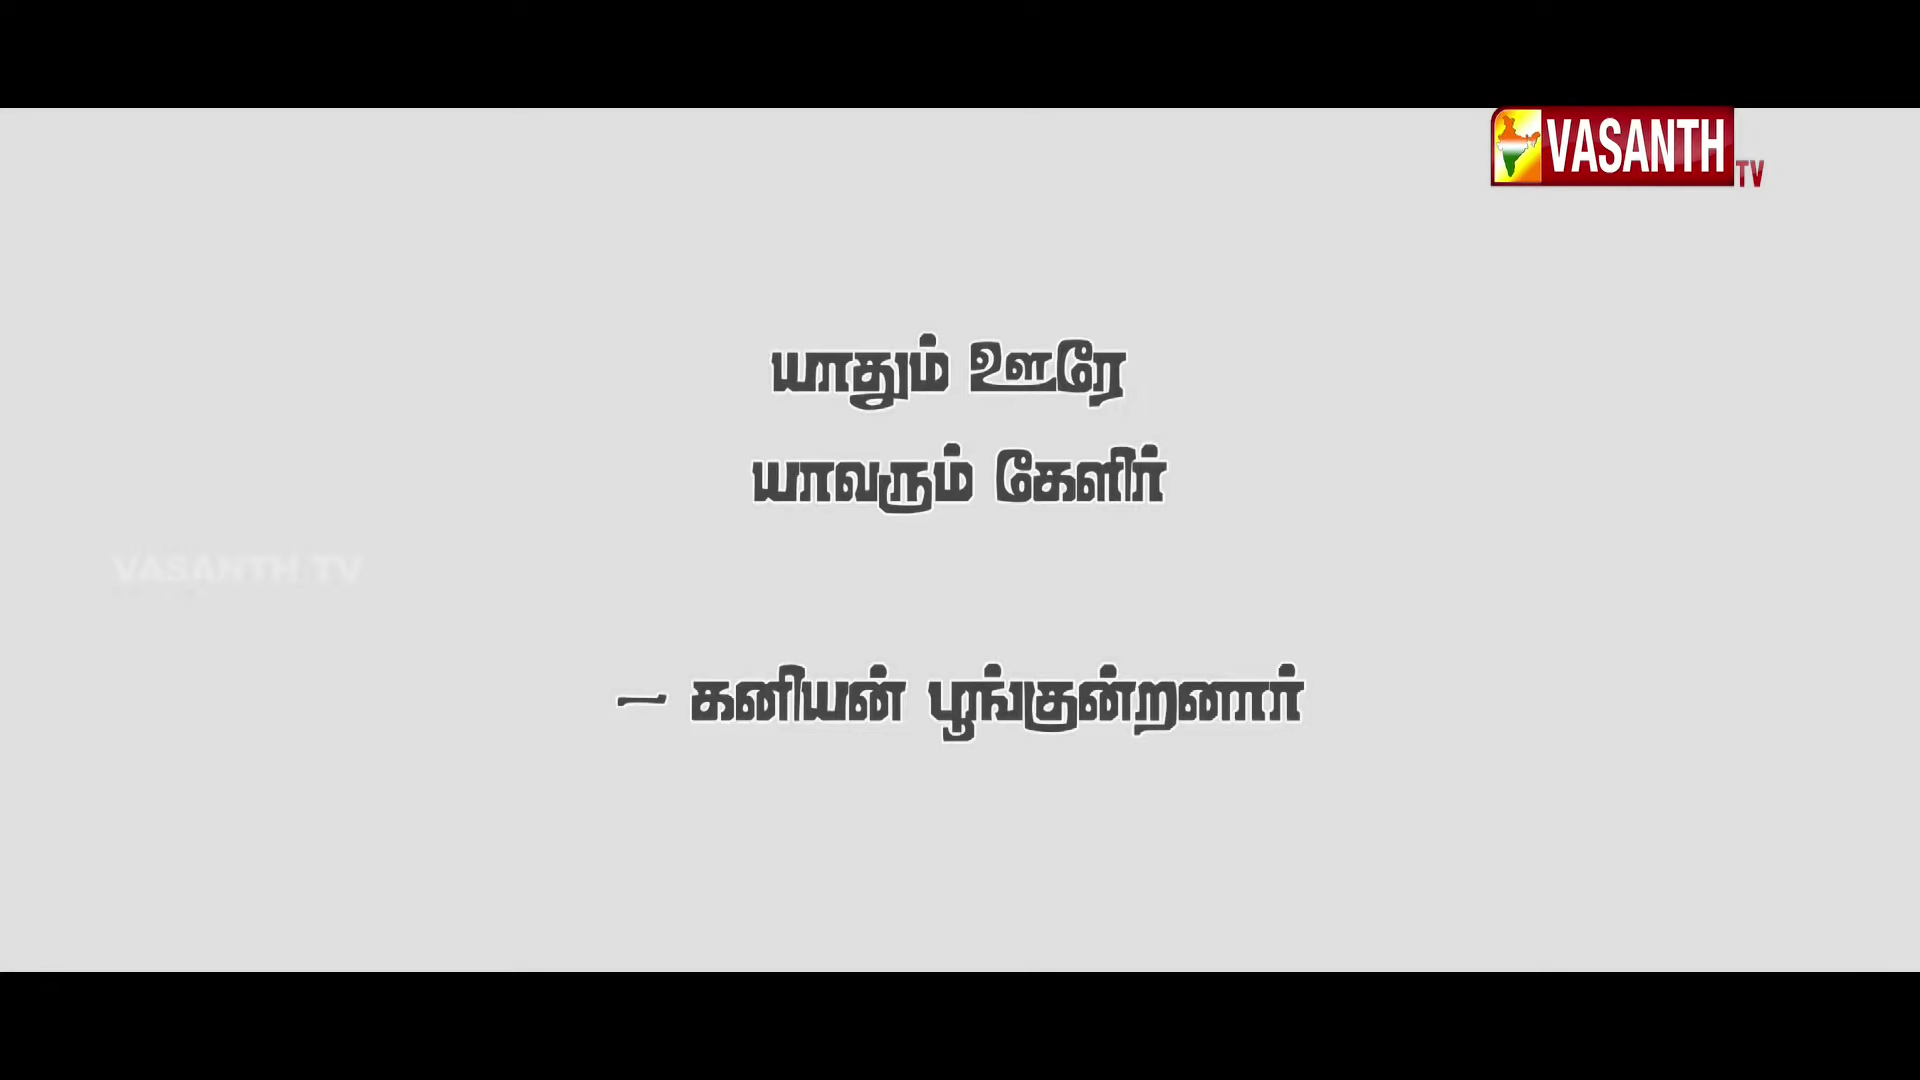 VASANTH TV
யாதும் ஊரே
யாவரும் கேளிர்
VASANTH TV
– கனியன் பூங்குன்றனார்